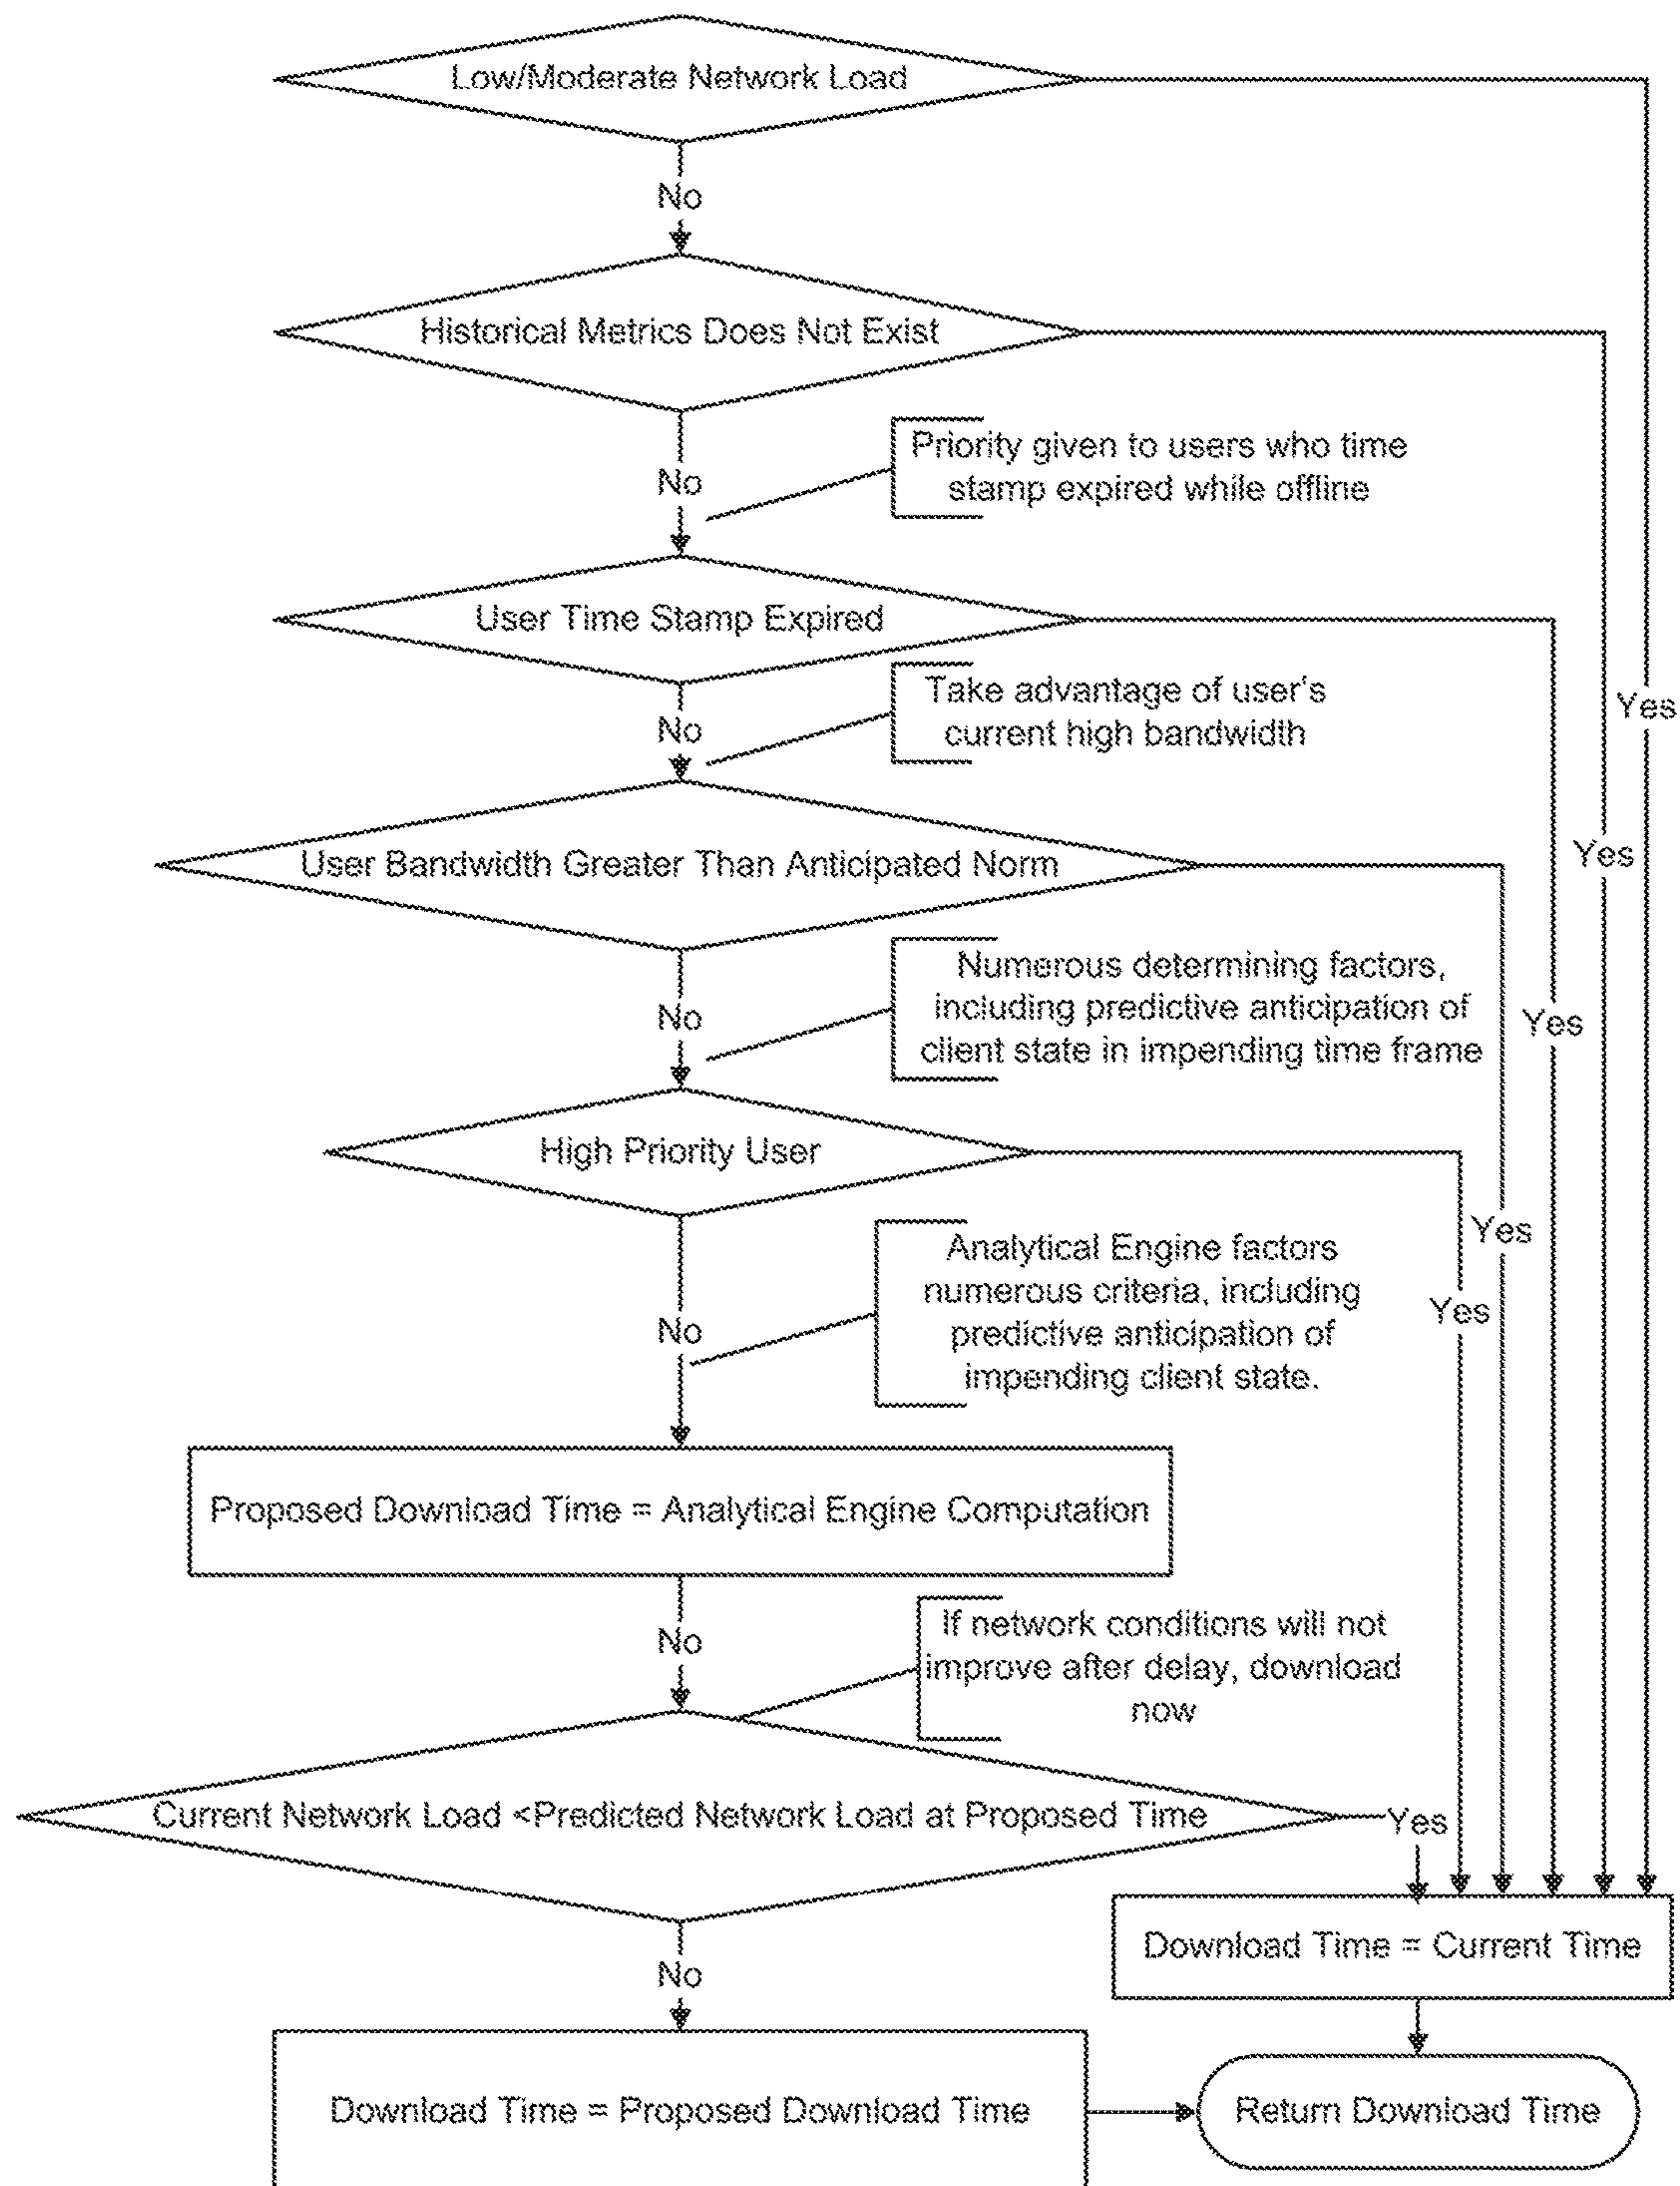 Low/Moderate Network Load
No
Historical Metrics Does Not Exist
Priority given to users who time
stamp expired while offline
No
User Time Stamp Expired
Take advantage of user's
current high bandwidth
No
Yes
User Bandwidth Greater Than Anticipated Norm
Yes
Numerous determining factors,
including predictive anticipation of
client state in impending time frame
No
Yes
High Priority User
Yes
Analytical Engine factors
numerous criteria, including
predictive anticipation of
impending client state.
No
Yes
Proposed Download Time = Analytical Engine Computation
If network conditions will not
improve after delay, download
now
No
Current Network Load <Predicted Network Load at Proposed Time
Yes
Download Time = Current Time
No
Download Time = Proposed Download Time
Return Download Time